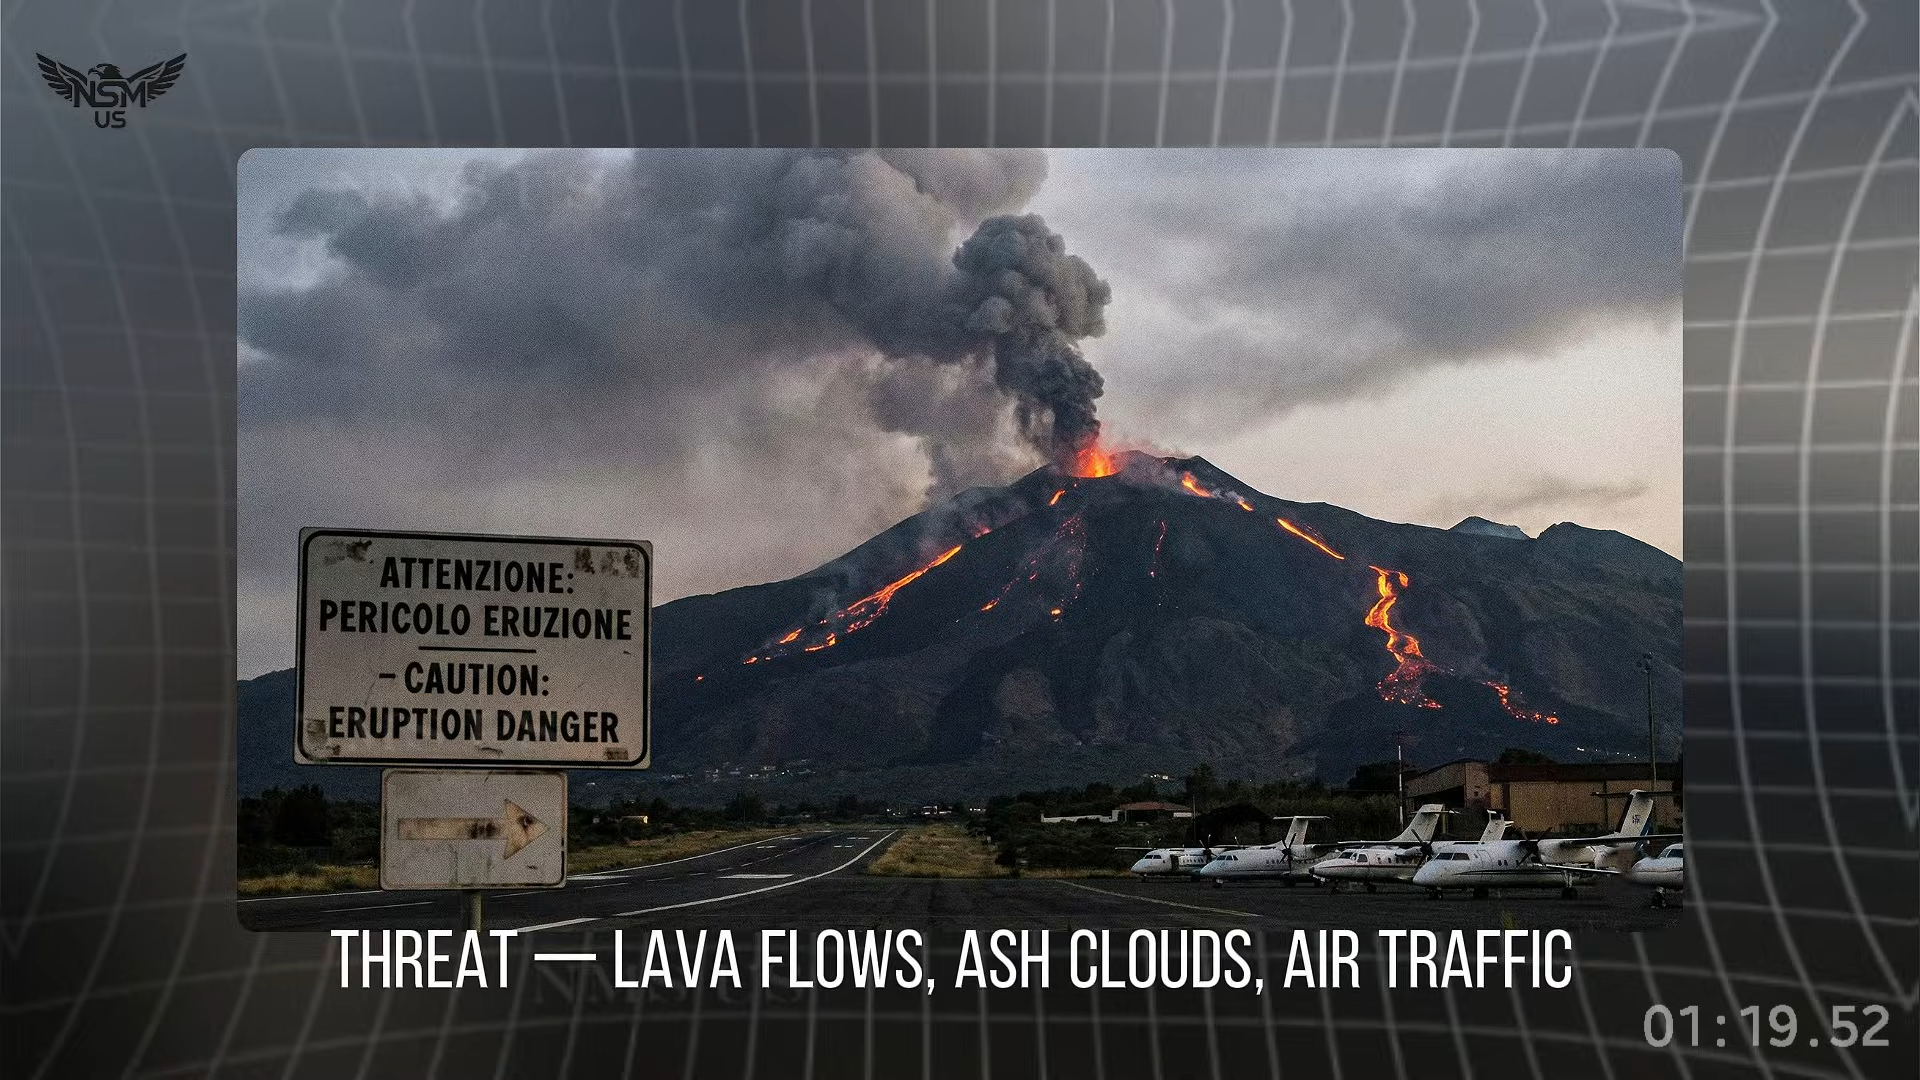 NSM
US
ATTENZIONE:
PERICOLO ERUZIONE
– CAUTION:
ERUPTION DANGER
THREAT — LAVA FLOWS, ASH CLOUDS, AIR TRAFFIC
01:19.52